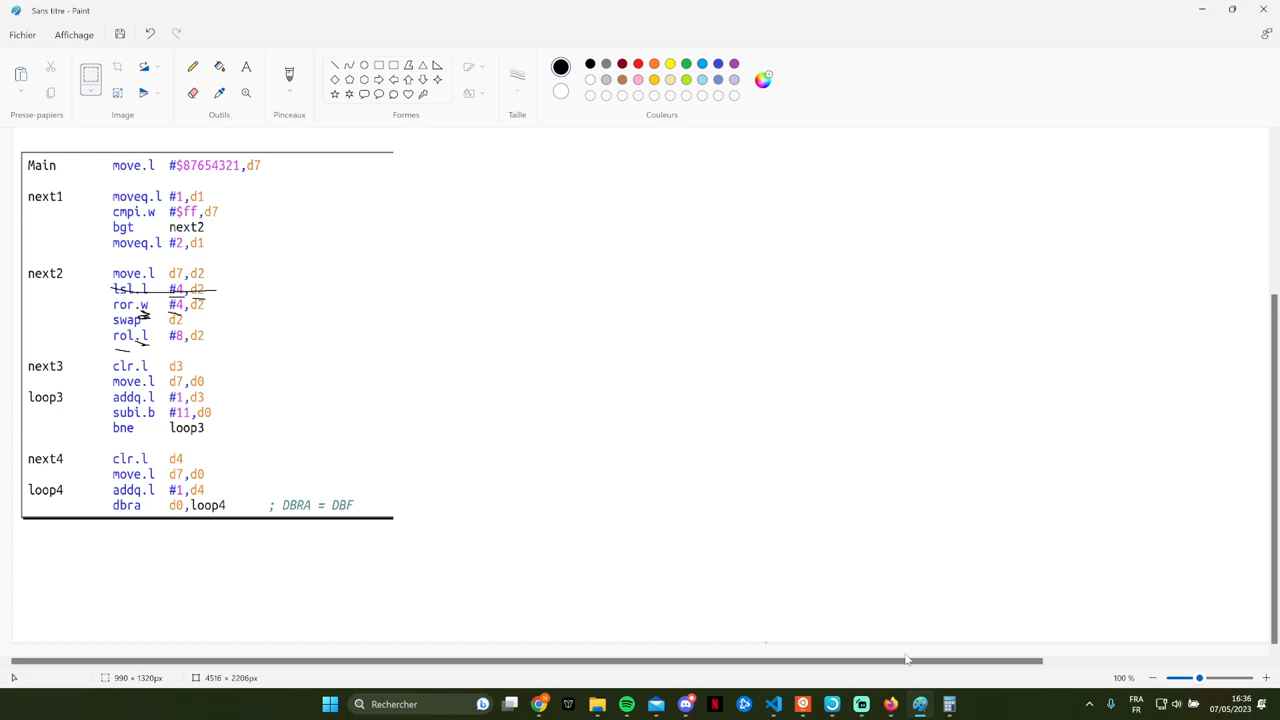 Sans titre - Paint
Fichier Affichage
Presse-papiers Image Outils Pinceaux Formes Taille Couleurs
Main move.l #$87654321,d7
next1 moveq.l #1,d1
cmpi.w #$ff,d7
bgt next2
moveq.l #2,d1
next2 move.l d7,d2
lsl.l #4,d2
ror.w #4,d2
swap d2
rol.l #8,d2
next3 clr.l d3
move.l d7,d0
loop3 addq.l #1,d3
subi.b #11,d0
bne loop3
next4 clr.l d4
move.l d7,d0
loop4 addq.l #1,d4
dbra d0,loop4 ; DBRA = DBF
990 × 1320px 4516 × 2206px 100 %
Rechercher
FRA
FR
16:36
07/05/2023